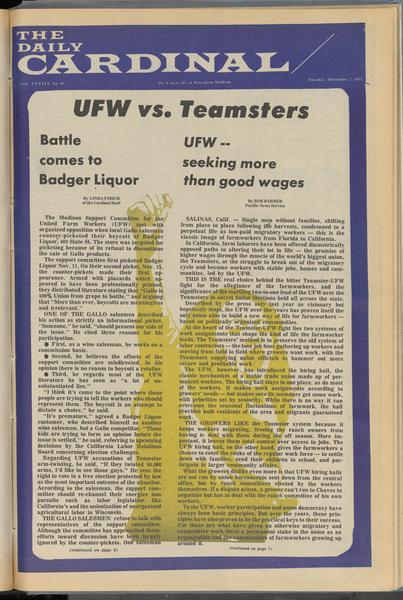 THE
DAILY
CARDINAL
The University of Wisconsin-Madison
Tuesday, December 2, 1975
UFW vs. Teamsters
Battle
comes to
Badger Liquor
By LINDA
of the Cardinal Staff
The Madison Support Committee for the
United Farm Workers (UFW) met with
organized opposition when local Gallo salesmen
counter-picketed their boycott of Badger
Liquor, 402 State St. The store was targeted for
picketing because of its refusal to discontinue
the sale of Gallo products.
The support committee first picketed Badger
Liquor Nov. 11. On their second picket, Nov. 15,
the counter-pickets made their first ap-
pearance. Armed with placards which ap-
peared to have been professionally printed,
they distributed literature stating that "Gallo is
100% Union from grape to bottle," and arguing
that "More than ever, boycotts are meaningless
and irrelevant."
ONE OF THE GALLO salesmen described
his action as strictly an informational picket.
"Someone," he said, "should present our side of
the issue." He cited three reasons for his
participation.
● First, as a wine salesman, he works on a
commission basis.
● Second, he believes the efforts of the
support committee are misdirected. In his
opinion there is no reason to boycott a retailer.
● Third, he regards most of the UFW
literature he has seen as "a lot of un-
substantiated lies."
"I think it's come to the point where these
people are trying to tell the workers who should
represent them. The boycott is an attempt to
dictate a choice," he said.
"It's premature," agreed a Badger Liquor
customer, who described himself as another
wine salesman, but a Gallo competitor. "These
kids are trying to form an opinion before the
issue is settled," he said, referring to upcoming
decisions by the California Labor Relations
Board concerning election challenges.
Regarding UFW accusations of Teamster
arm-twisting, he said, "If they twisted 10,000
arms, I'd like to see those guys." He sees the
right to vote in a free election protected by law
as the most important outcome of the situation.
According to the salesman, the support com-
mittee should re-channel their energies into
pursuits such as labor legislation like
California's and the unionization of unorganized
agricultural labor in Wisconsin.
THE GALLO SALESMEN refuse to talk with
representatives of the support committee.
Although the committee has approached them,
efforts toward discussion have been largely
ignored by the counter-pickets. One salesman
(continued on page 8)
UFW --
seeking more
than good wages
By BOB BARBER
Pacific News Service
SALINAS, Calif. — Single men without families, shifting
from place to place following the harvests, condemned to a
perpetual life as low-paid migratory workers — this is the
classic image of farmworkers from Florida to California.
In California, farm laborers have been offered diametrically
opposed paths to altering their lot in life — the promise of
higher wages through the muscle of the world's biggest union,
the Teamsters, or the struggle to break out of the migratory
cycle and become workers with stable jobs, homes and com-
munities, led by the UFW.
THIS IS THE real choice behind the bitter Teamster-UFW
fight for the allegiance of the farmworkers, and the
significance of the startling two-to-one lead of the UFW over the
Teamsters in secret ballot elections held all across the state.
Described by the press only last year as visionary but
hopelessly inept, the UFW over the years has proven itself the
only union able to build a new way of life for farmworkers —
based on politically organized communities.
At the heart of the Teamster-UFW fight lies two systems of
work assignments that shape the kind of life the farmworker
leads. The Teamsters' method is to preserve the old system of
labor contractors — the lone job boss gathering up workers and
moving from field to field where growers want work, with the
Teamsters supplying union officials in hammer out more
secure and profitable work.
The UFW, however, has introduced the hiring hall, the
classic mechanism of a stable trade union made up of per-
manent workers. The hiring hall stays in one place, as do most
of the workers. It makes work assignments according to
growers' needs — but makes sure its members get some work,
with priorities set by seniority. While there is no way it can
overcome the seasonal fluctuations of farmwork, the hall
provides both residents of the area and migrants guaranteed
work.
THE GROWERS LIKE the Teamster system because it
keeps workers migrating, freeing the ranch owners from
having to deal with them during the off season. More im-
portant, it leaves them total control over access to jobs. The
UFW hiring hall, on the other hand, gives the farmworkers a
chance to enter the ranks of the regular work force — to settle
down with families, send their children to school, and par-
ticipate in larger community affairs.
What the growers dislike even more is that UFW hiring halls
are not run by union bureaucrats sent down from the central
office, but by ranch committees elected by the workers
themselves. If a dispute arises, a grower can't run to Chavez to
negotiate but has to deal with the ranch committee of his own
workers.
To the UFW, worker participation and union democracy have
always been basic principles. But over the years, these prin-
ciples have also proven to be the practical keys to their success.
For those are what have given an otherwise migratory and
competitive work force a permanent stake in the union as an
organization and the communities of farmworkers growing up
around it.
(continued on page 7)